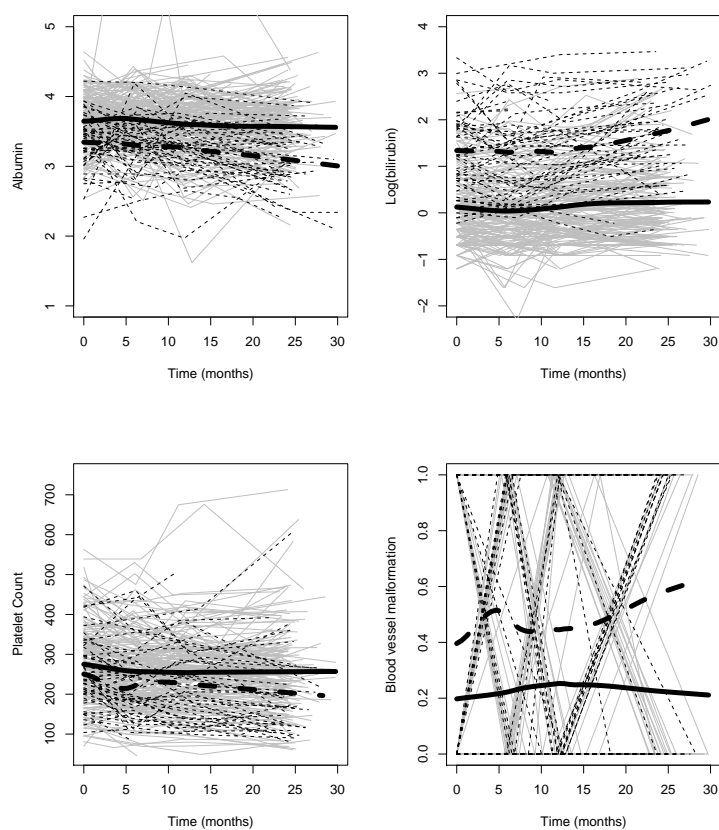 5
4
3
2
1
Albumin
0 5 10 15 20 25 30
Time (months)
4
3
2
1
0
−1
−2
Log(bilirubin)
0 5 10 15 20 25 30
Time (months)
700
600
500
400
300
200
100
Platelet Count
0 5 10 15 20 25 30
Time (months)
1.0
0.8
0.6
0.4
0.2
0.0
Blood vessel malformation
0 5 10 15 20 25 30
Time (months)